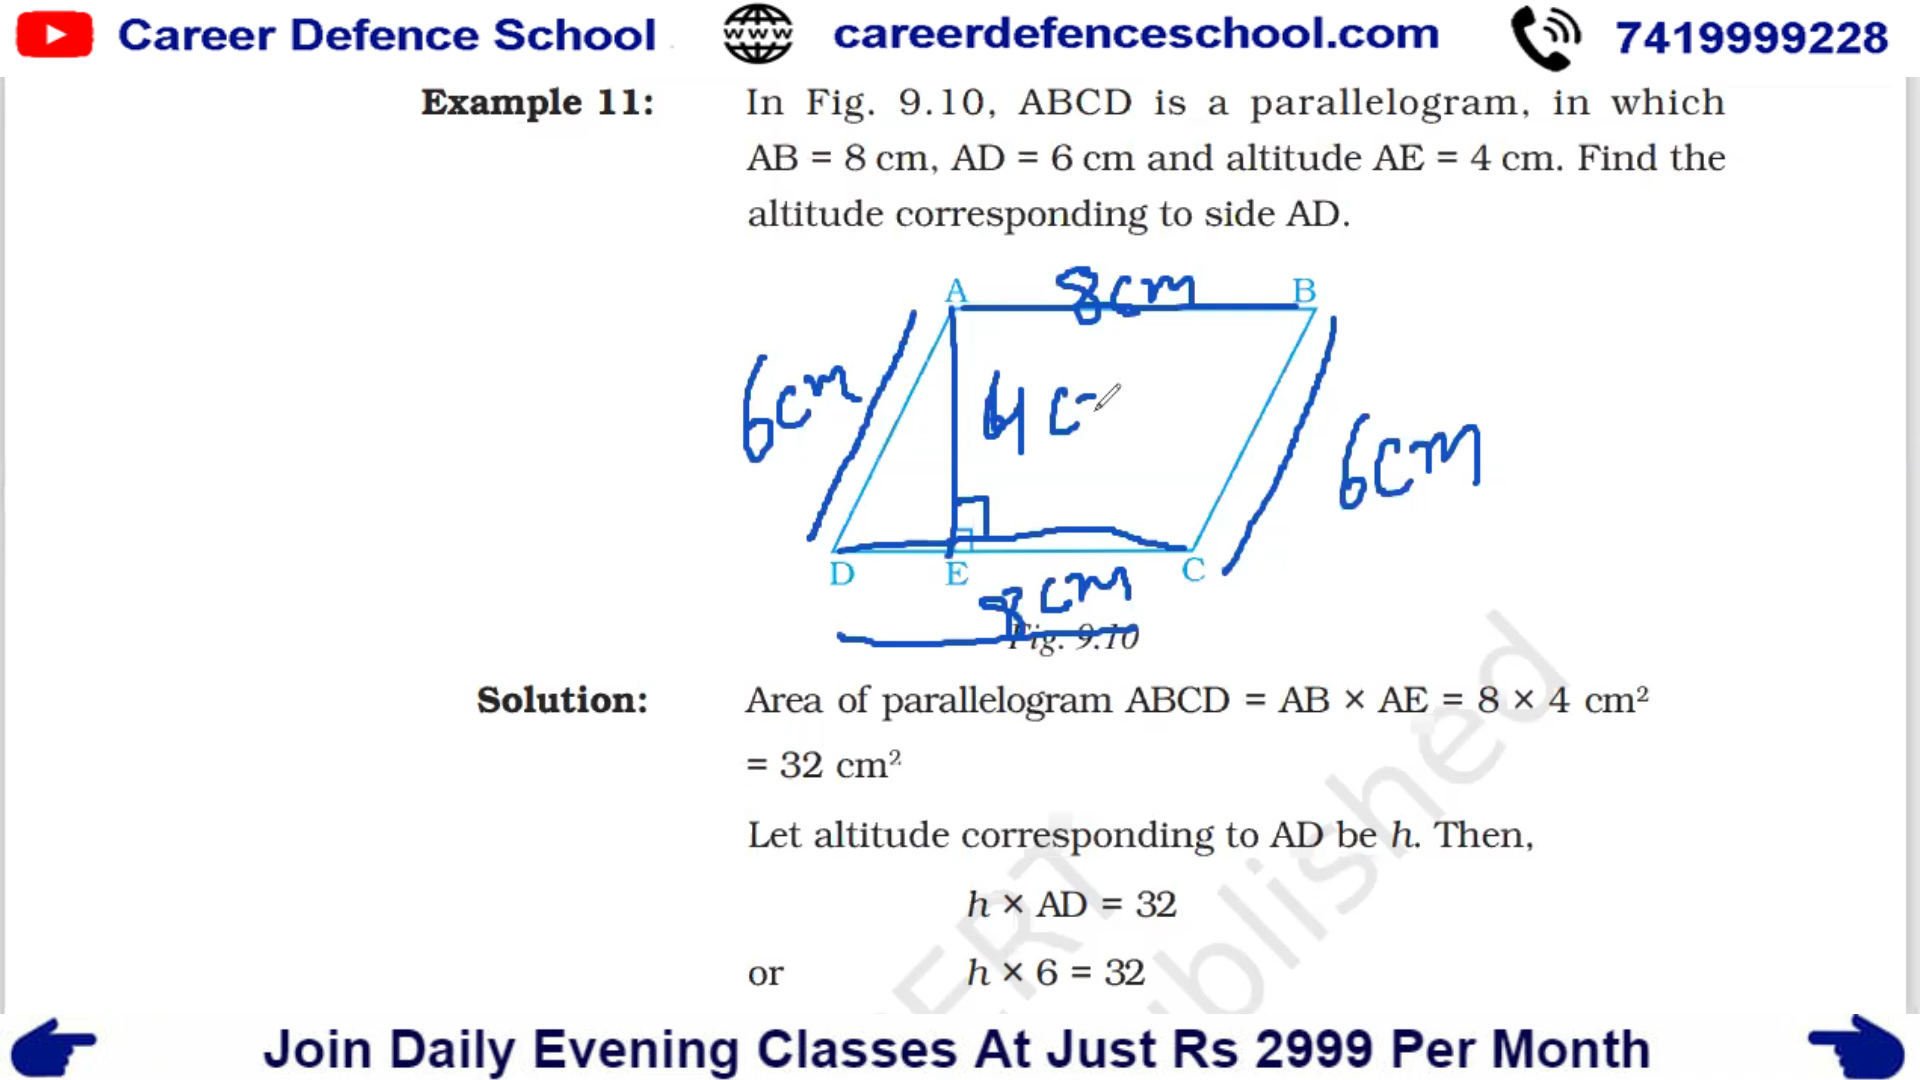 Career Defence School
www
careerdefenceschool.com
7419999228
Example 11:
In Fig. 9.10, ABCD is a parallelogram, in which
AB = 8 cm, AD = 6 cm and altitude AE = 4 cm. Find the
altitude corresponding to side AD.
A
8cm
B
6cm
4 c
6cm
D
E
C
8cm
Fig. 9.10
Solution:
Area of parallelogram ABCD = AB × AE = 8 × 4 cm²
= 32 cm²
Let altitude corresponding to AD be h. Then,
h × AD = 32
or h × 6 = 32
Join Daily Evening Classes At Just Rs 2999 Per Month